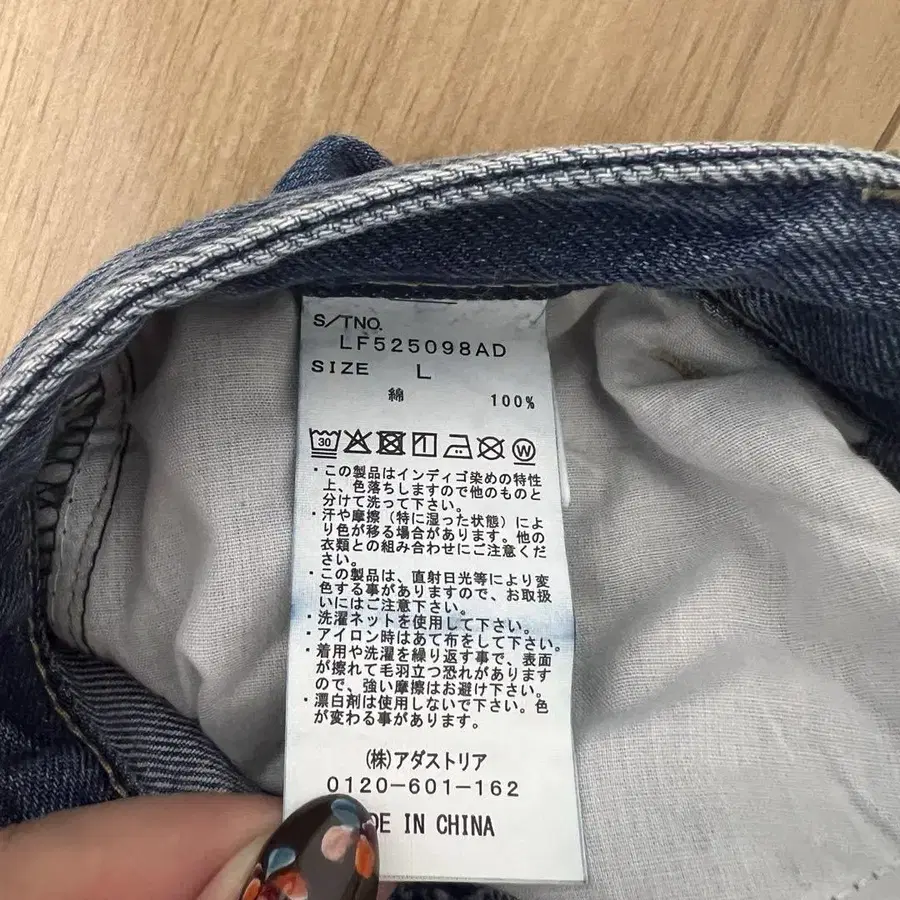 S/TNO.
LF525098AD
SIZE L
綿 100%
30 W
・この製品はインディゴ染めの特性
上、色落ちしますので他のものと
分けて洗って下さい。
・汗や摩擦（特に湿った状態）によ
り色が移る場合があります。他の
衣類との組み合わせにご注意くだ
さい。
・この製品は、直射日光等により変
色する事がありますので、お取扱
いにはご注意下さい。
・洗濯ネットを使用して下さい。
・アイロン時はあて布をして下さい。
・着用や洗濯を繰り返す事で、表面
が擦れて毛羽立つ恐れがあります
ので、強い摩擦はお避け下さい。
・漂白剤は使用しないで下さい。色
が変わる事があります。
(株)アダストリア
0120-601-162
DE IN CHINA